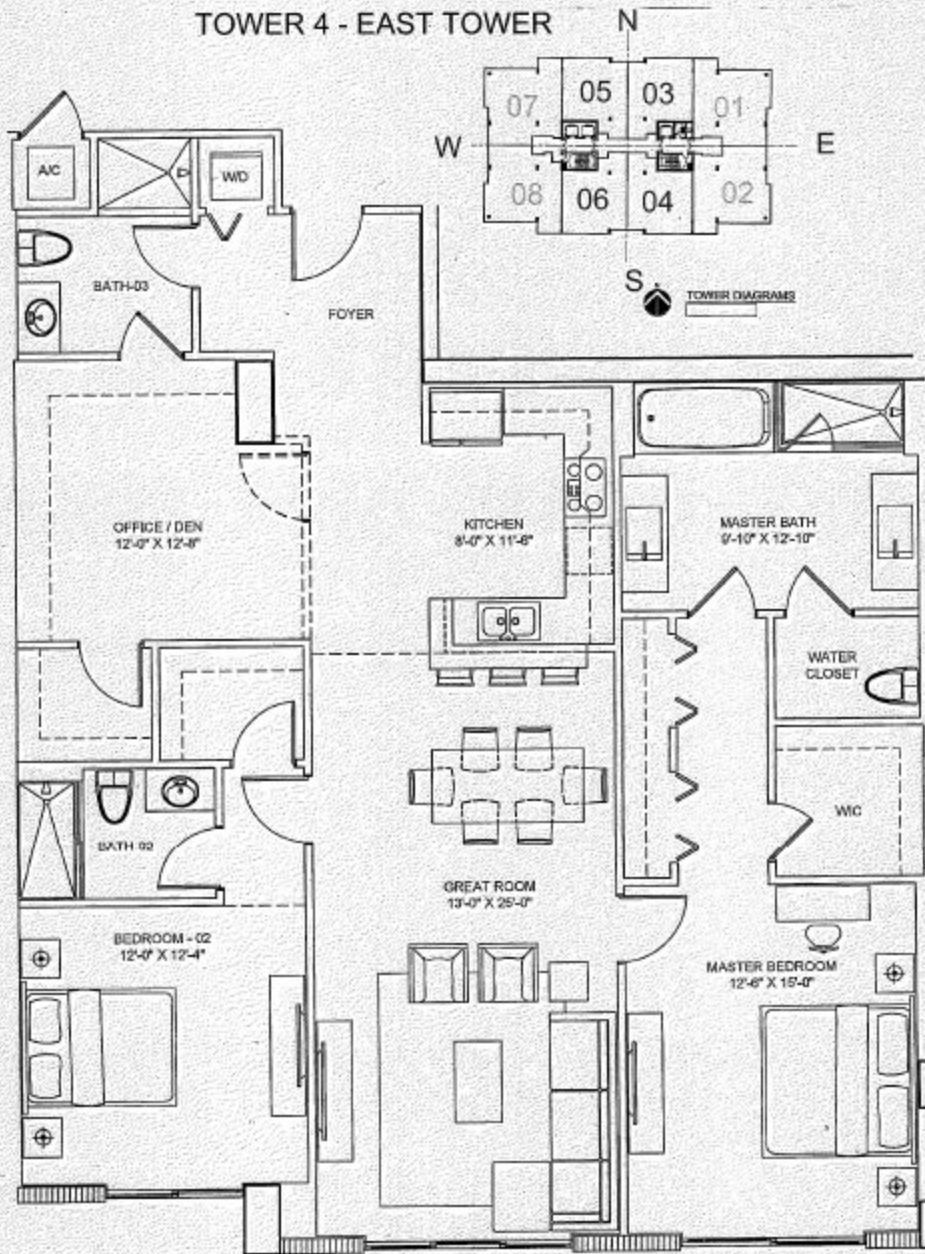 TOWER 4 - EAST TOWER
N
05
03
07
01
W
E
08
06
04
02
S
TOWER DIAGRAMS
A/C
W/D
BATH-03
FOYER
OFFICE / DEN
12'-0" X 12'-8"
KITCHEN
8'-0" X 11'-6"
MASTER BATH
9'-10" X 12'-10"
WATER
CLOSET
WIC
BATH 02
GREAT ROOM
13'-0" X 25'-0"
BEDROOM - 02
12'-0" X 12'-4"
MASTER BEDROOM
12'-6" X 15'-0"